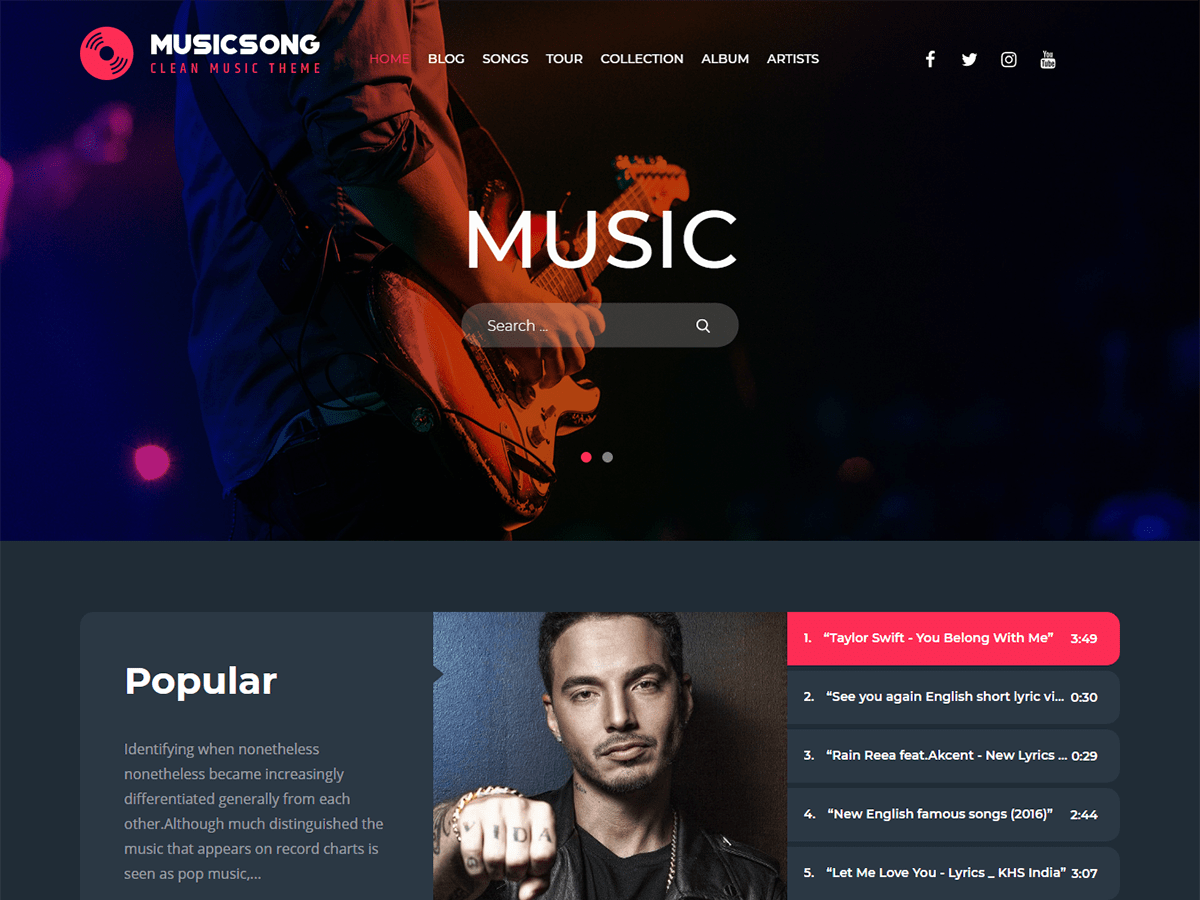 MUSICSONG
CLEAN MUSIC THEME
HOME BLOG SONGS TOUR COLLECTION ALBUM ARTISTS
You
Tube
MUSIC
Search ...
Popular
Identifying when nonetheless
nonetheless became increasingly
differentiated generally from each
other.Although much distinguished the
music that appears on record charts is
seen as pop music,...
VIDA
1. “Taylor Swift - You Belong With Me” 3:49
2. “See you again English short lyric vi... 0:30
3. “Rain Reea feat.Akcent - New Lyrics ... 0:29
4. “New English famous songs (2016)” 2:44
5. “Let Me Love You - Lyrics _ KHS India” 3:07